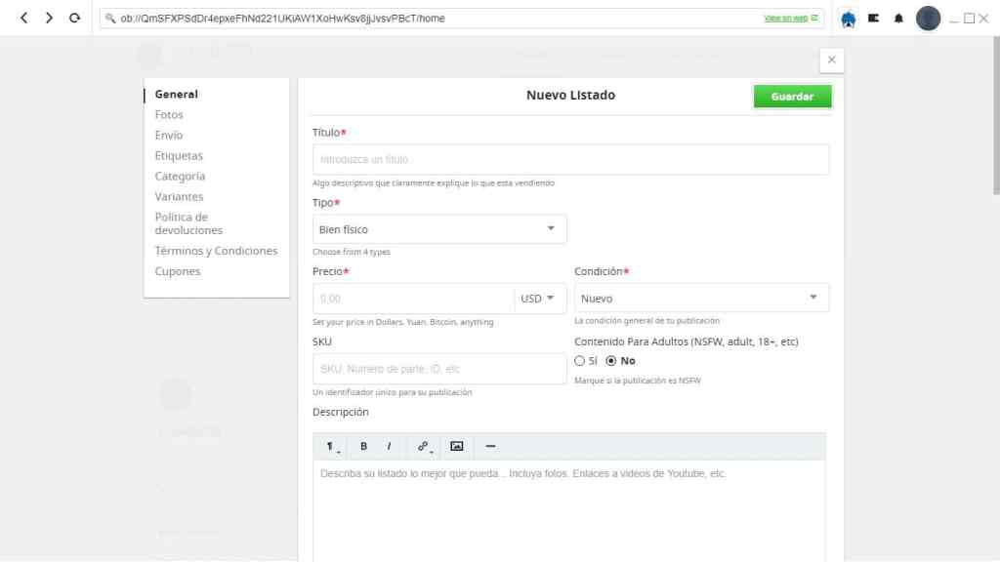 ob://QmSFXPSdDr4epxeFhNd221UKiAW1XoHwKsv8jjJvsvPBcT/home
View on web
General
Fotos
Envío
Etiquetas
Categoría
Variantes
Política de
devoluciones
Términos y Condiciones
Cupones
Nuevo Listado
Guardar
Título*
Introduzca un título
Algo descriptivo que claramente explique lo que esta vendiendo
Tipo*
Bien físico
Choose from 4 types
Precio*
0.00
USD
Set your price in Dollars, Yuan, Bitcoin, anything
Condición*
Nuevo
La condición general de tu publicación
SKU
SKU, Numero de parte, ID, etc
Un identificador único para su publicación
Contenido Para Adultos (NSFW, adult, 18+, etc)
Sí No
Marque si la publicación es NSFW
Descripción
B I
Describa su listado lo mejor que pueda... Incluya fotos. Enlaces a videos de Youtube, etc.